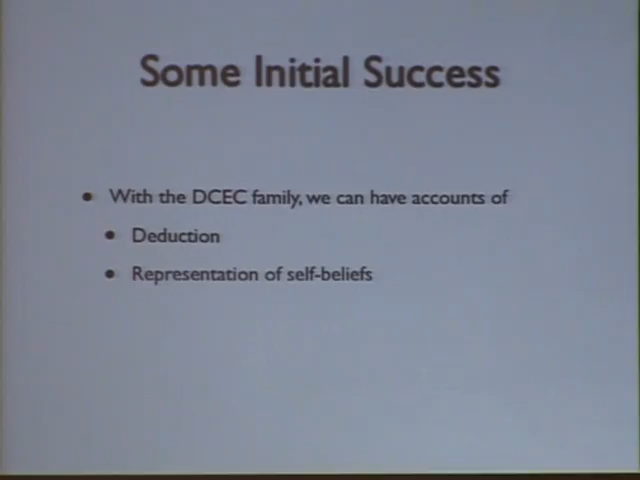 Some Initial Success
• With the DCEC family, we can have accounts of
• Deduction
• Representation of self-beliefs